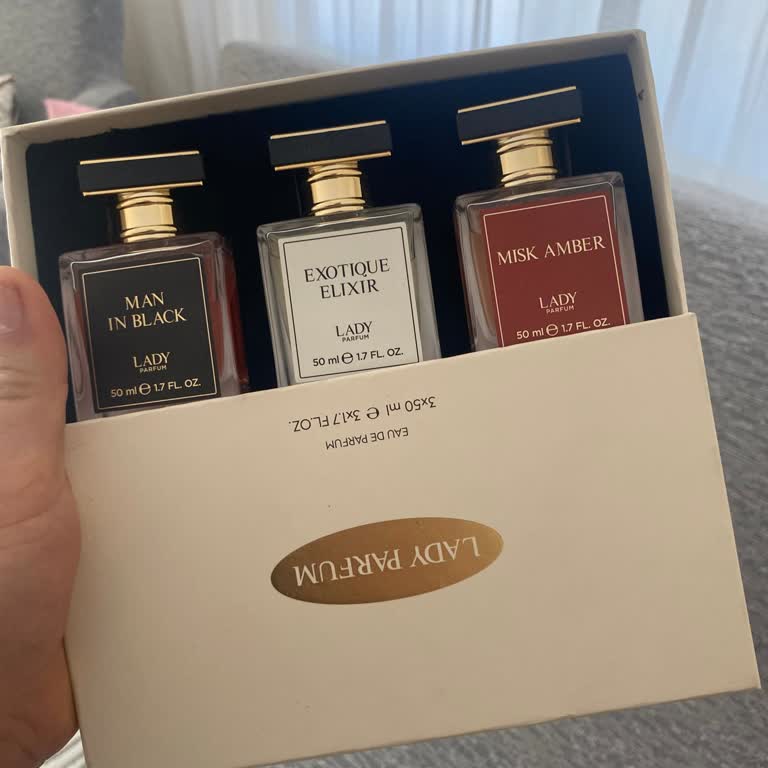 MAN
IN BLACK
LADY
PARFUM
50 ml ℮ 1.7 FL. OZ.
EXOTIQUE
ELIXIR
LADY
PARFUM
50 ml ℮ 1.7 FL. OZ.
MISK AMBER
LADY
PARFUM
50 ml ℮ 1.7 FL. OZ.
3x50 ml ℮ 3x1.7 FL.OZ.
EAU DE PARFUM
LADY PARFUM